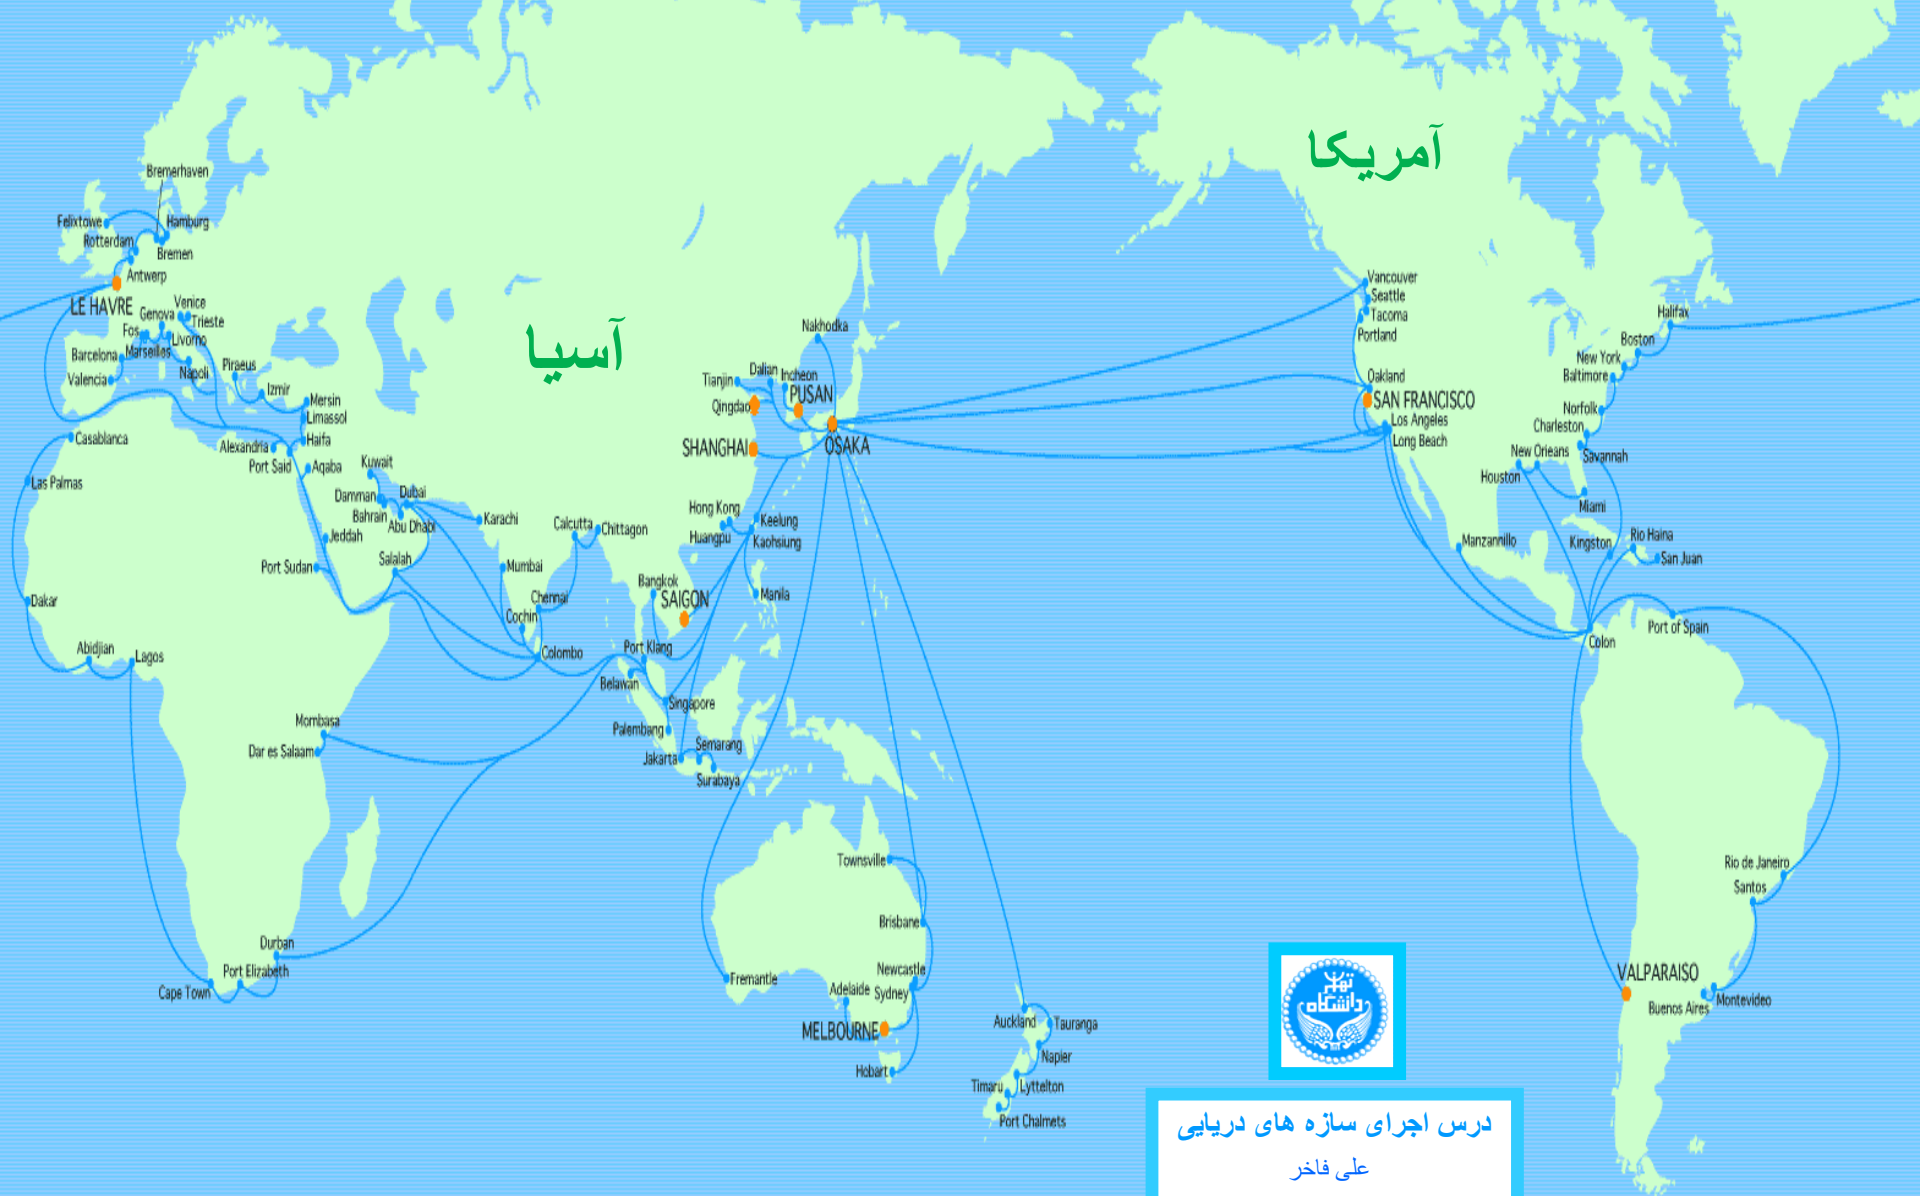 آمریکا
آسیا
Bremerhaven
Felixtowe
Hamburg
Rotterdam
Bremen
Antwerp
LE HAVRE
Venice
Genova
Trieste
Fos
Livorno
Marseilles
Barcelona
Valencia
Napoli
Piraeus
Izmir
Mersin
Limassol
Haifa
Casablanca
Alexandria
Port Said
Aqaba
Kuwait
Las Palmas
Damman
Dubai
Bahrain
Abu Dhabi
Karachi
Jeddah
Salalah
Port Sudan
Mumbai
Calcutta
Chittagon
Chennai
Cochin
Colombo
Dakar
Abidjian
Lagos
Mombasa
Dar es Salaam
Durban
Port Elizabeth
Cape Town
Nakhodka
Tianjin
Dalian
Incheon
PUSAN
Qingdao
SHANGHAI
OSAKA
Hong Kong
Huangpu
Keelung
Kaohsiung
Bangkok
SAIGON
Manila
Port Klang
Belawan
Singapore
Palembang
Jakarta
Semarang
Surabaya
Townsville
Brisbane
Fremantle
Newcastle
Adelaide
Sydney
MELBOURNE
Hobart
Auckland
Tauranga
Napier
Timaru
Lyttelton
Port Chalmets
Vancouver
Seattle
Tacoma
Portland
Oakland
SAN FRANCISCO
Los Angeles
Long Beach
Halifax
Boston
New York
Baltimore
Norfolk
Charleston
New Orleans
Savannah
Houston
Miami
Manzannillo
Kingston
Rio Haina
San Juan
Colon
Port of Spain
Rio de Janeiro
Santos
VALPARAISO
Buenos Aires
Montevideo
دانشگاه
تهران
درس اجرای سازه های دریایی
علی فاخر